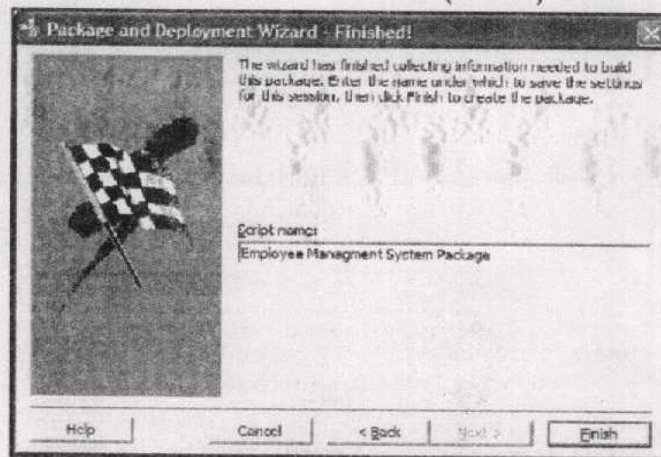 Package and Deployment Wizard - Finished!
The wizard has finished collecting information needed to build
this package. Enter the name under which to save the settings
for this session, then click Finish to create the package.
Script name:
Employee Managment System Package
Help
Cancel
< Back
Next >
Finish